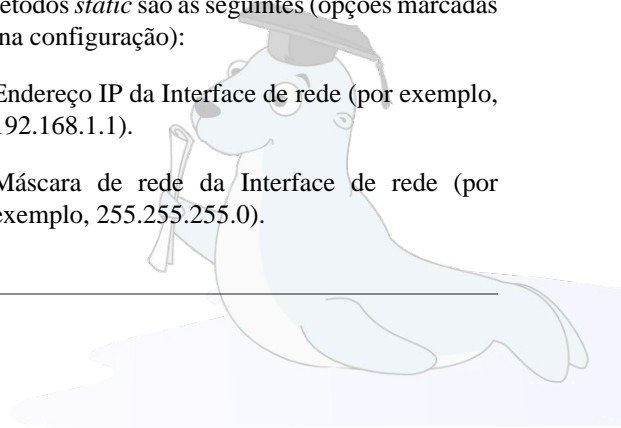 étodos static são as seguintes (opções marcadas
na configuração):
Endereço IP da Interface de rede (por exemplo,
192.168.1.1).
Máscara de rede da Interface de rede (por
exemplo, 255.255.255.0).